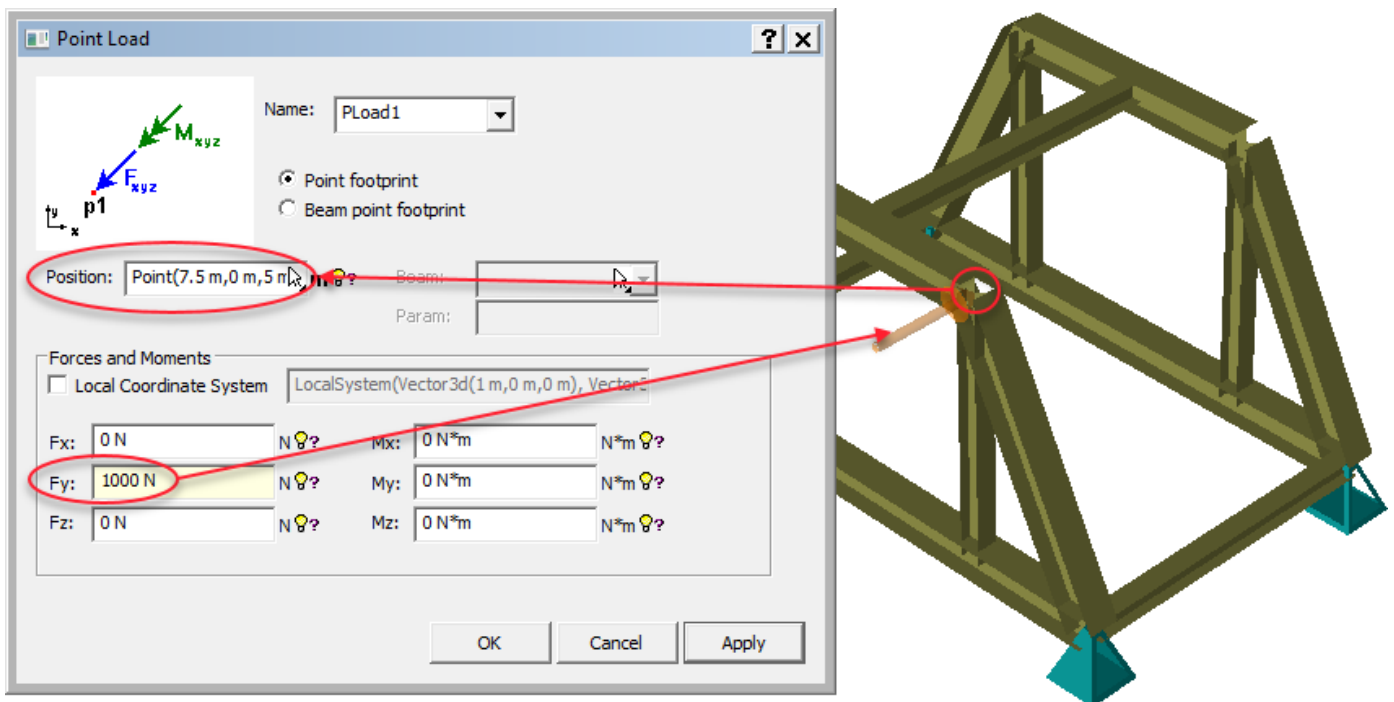 Point Load
? ×
Mxyz
Fxyz
p1
y
x
Name: PLoad1
Point footprint
Beam point footprint
Position: Point(7.5 m,0 m,5 m m ? Beam:
Param:
Forces and Moments
Local Coordinate System LocalSystem(Vector3d(1 m,0 m,0 m),
Fx: 0 N N ? Mx: 0 N*m N*m ?
Fy: 1000 N N ? My: 0 N*m N*m ?
Fz: 0 N N ? Mz: 0 N*m N*m ?
OK Cancel Apply